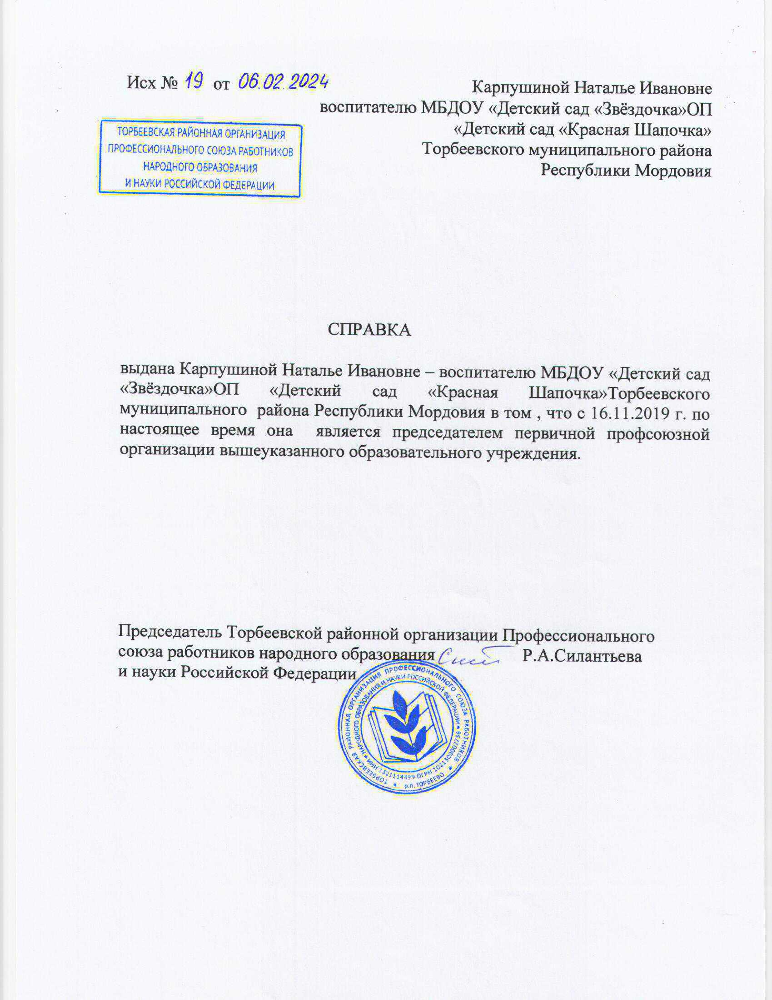 Исх № 19 от 06.02.2024
Карпушиной Наталье Ивановне
воспитателю МБДОУ «Детский сад «Звёздочка»ОП
«Детский сад «Красная Шапочка»
Торбеевского муниципального района
Республики Мордовия
ТОРБЕЕВСКАЯ РАЙОННАЯ ОРГАНИЗАЦИЯ
ПРОФЕССИОНАЛЬНОГО СОЮЗА РАБОТНИКОВ
НАРОДНОГО ОБРАЗОВАНИЯ
И НАУКИ РОССИЙСКОЙ ФЕДЕРАЦИИ
СПРАВКА
выдана Карпушиной Наталье Ивановне – воспитателю МБДОУ «Детский сад
«Звёздочка»ОП «Детский сад «Красная Шапочка»Торбеевского
муниципального района Республики Мордовия в том , что с 16.11.2019 г. по
настоящее время она является председателем первичной профсоюзной
организации вышеуказанного образовательного учреждения.
Председатель Торбеевской районной организации Профессионального
союза работников народного образования Р.А.Силантьева
и науки Российской Федерации
ТОРБЕЕВСКАЯ РАЙОННАЯ ОРГАНИЗАЦИЯ ПРОФЕССИОНАЛЬНОГО СОЮЗА РАБОТНИКОВ
р.п. ТОРБЕЕВО
НАРОДНОГО ОБРАЗОВАНИЯ И НАУКИ РОССИЙСКОЙ ФЕДЕРАЦИИ
ИНН 1321114499 ОГРН 1021300002756